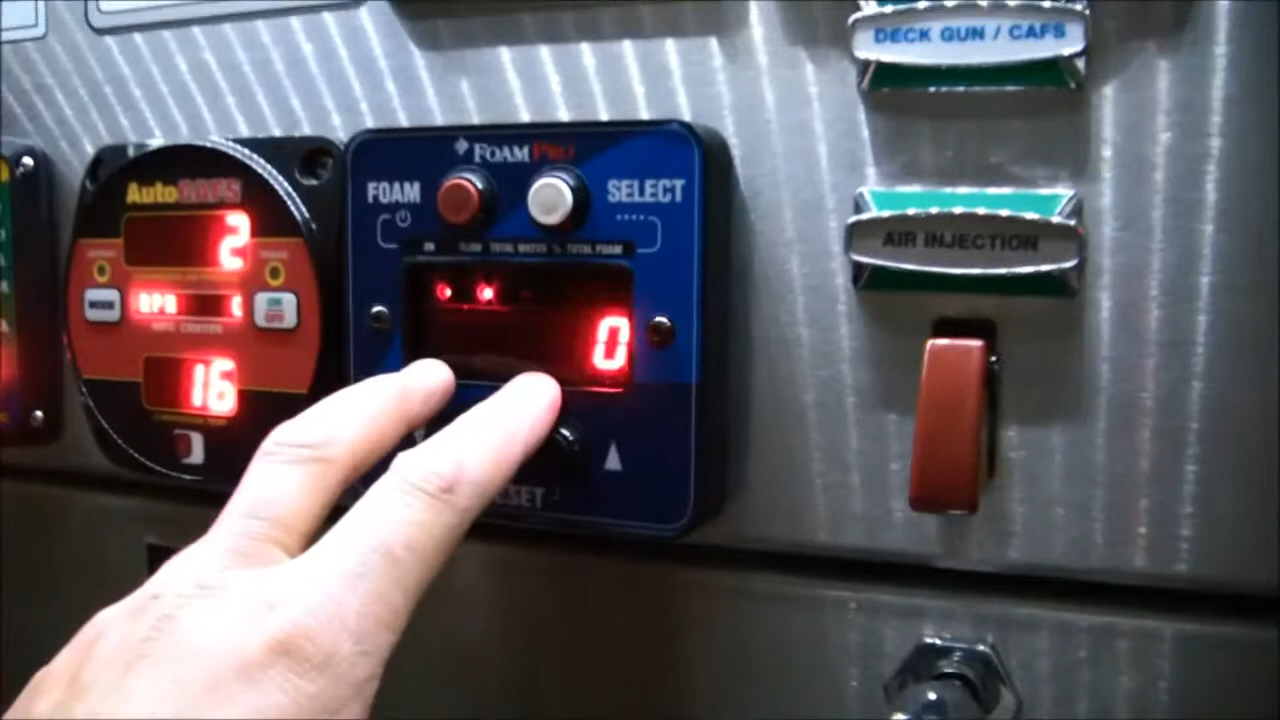 DECK GUN / CAFS
AIR INJECTION
FOAMPRO
FOAM SELECT
ON FLOW TOTAL WATER % TOTAL FOAM
0
AutoCAFS
2
MODE
ON
OFF
16